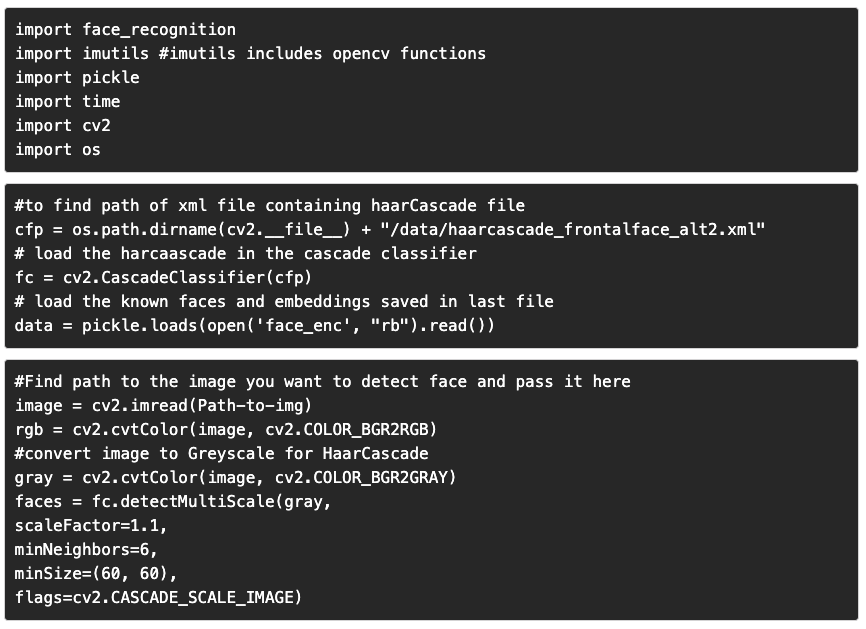 import face_recognition
import imutils #imutils includes opencv functions
import pickle
import time
import cv2
import os
#to find path of xml file containing haarCascade file
cfp = os.path.dirname(cv2.__file__) + "/data/haarcascade_frontalface_alt2.xml"
# load the harcaascade in the cascade classifier
fc = cv2.CascadeClassifier(cfp)
# load the known faces and embeddings saved in last file
data = pickle.loads(open('face_enc', "rb").read())
#Find path to the image you want to detect face and pass it here
image = cv2.imread(Path-to-img)
rgb = cv2.cvtColor(image, cv2.COLOR_BGR2RGB)
#convert image to Greyscale for HaarCascade
gray = cv2.cvtColor(image, cv2.COLOR_BGR2GRAY)
faces = fc.detectMultiScale(gray,
scaleFactor=1.1,
minNeighbors=6,
minSize=(60, 60),
flags=cv2.CASCADE_SCALE_IMAGE)